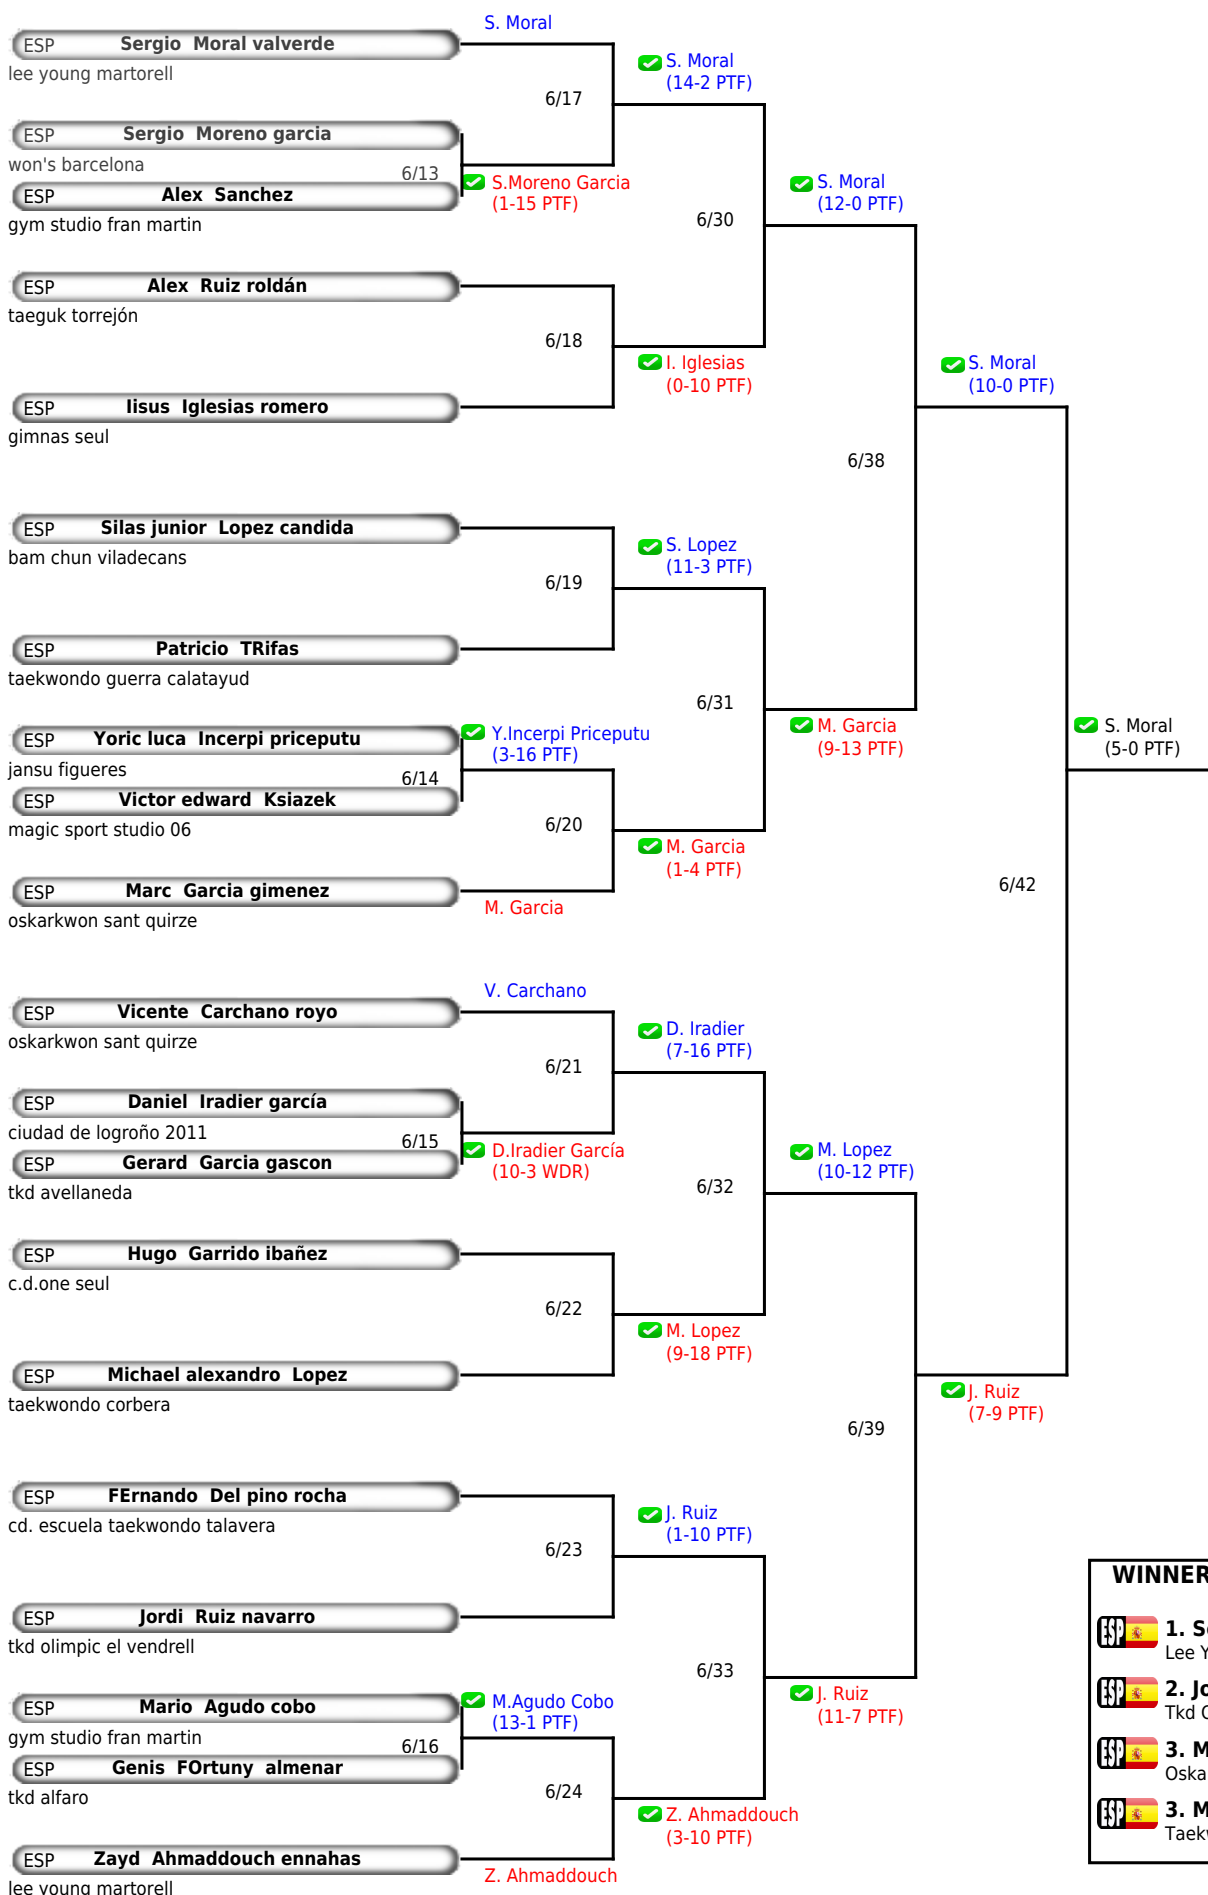 S. Moral
ESP Sergio Moral valverde
lee young martorell
S. Moral
(14-2 PTF)
6/17
ESP Sergio Moreno garcia
won's barcelona
6/13
ESP Alex Sanchez
gym studio fran martin
S.Moreno Garcia
(1-15 PTF)
S. Moral
(12-0 PTF)
6/30
ESP Alex Ruiz roldán
taeguk torrejón
6/18
I. Iglesias
(0-10 PTF)
S. Moral
(10-0 PTF)
ESP Iisus Iglesias romero
gimnas seul
6/38
ESP Silas junior Lopez candida
bam chun viladecans
S. Lopez
(11-3 PTF)
6/19
ESP Patricio TRifas
taekwondo guerra calatayud
6/31
ESP Yoric luca Incerpi priceputu
jansu figueres
6/14
Y.Incerpi Priceputu
(3-16 PTF)
M. Garcia
(9-13 PTF)
S. Moral
(5-0 PTF)
ESP Victor edward Ksiazek
magic sport studio 06
6/20
M. Garcia
(1-4 PTF)
ESP Marc Garcia gimenez
oskarkwon sant quirze
M. Garcia
6/42
V. Carchano
ESP Vicente Carchano royo
oskarkwon sant quirze
D. Iradier
(7-16 PTF)
6/21
ESP Daniel Iradier garcía
ciudad de logroño 2011
6/15
ESP Gerard Garcia gascon
tkd avellaneda
D.Iradier García
(10-3 WDR)
M. Lopez
(10-12 PTF)
6/32
ESP Hugo Garrido ibañez
c.d.one seul
6/22
M. Lopez
(9-18 PTF)
ESP Michael alexandro Lopez
taekwondo corbera
J. Ruiz
(7-9 PTF)
6/39
ESP FErnando Del pino rocha
cd. escuela taekwondo talavera
J. Ruiz
(1-10 PTF)
6/23
ESP Jordi Ruiz navarro
tkd olimpic el vendrell
6/33
ESP Mario Agudo cobo
gym studio fran martin
6/16
M.Agudo Cobo
(13-1 PTF)
J. Ruiz
(11-7 PTF)
ESP Genis FOrtuny almenar
tkd alfaro
6/24
Z. Ahmaddouch
(3-10 PTF)
ESP Zayd Ahmaddouch ennahas
lee young martorell
Z. Ahmaddouch
WINNER
ESP 1. S
Lee Y
ESP 2. Jo
Tkd O
ESP 3. M
Oska
ESP 3. M
Taek